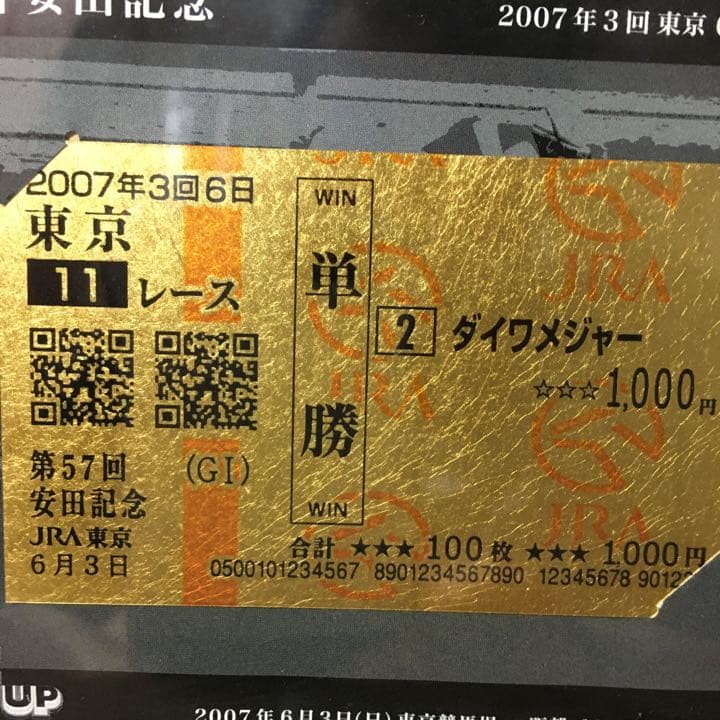 安田記念
2007年3回 東京(
2007年3回6日
東京
11 レース
WIN
単勝
WIN
2 ダイワメジャー
☆☆☆1,000円
第57回
(GI)
安田記念
JRA東京
6月3日
合計 ★★★ 100枚 ★★★ 1,000円
0500101234567 8901234567890 12345678 9012
JRA
JRA
JRA
JRA
UP
2007年6月3日(日)東京競馬